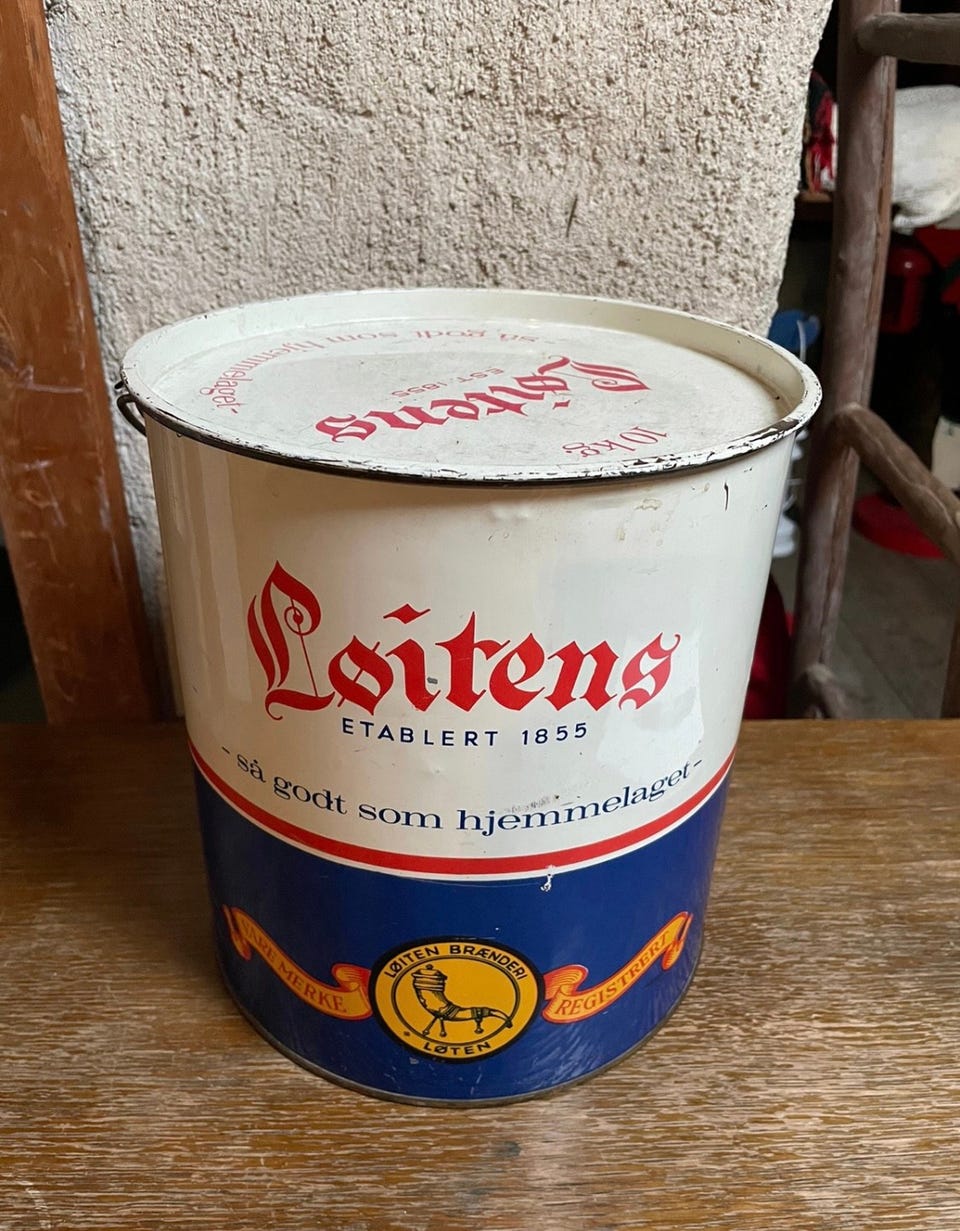 - så godt som hjemmelaget -
EST. 1855
Løitens
10 kg
Løitens
ETABLERT 1855
- så godt som hjemmelaget -
VARE MERKE
REGISTRERT
LØITEN BRÆNDERI
LØTEN